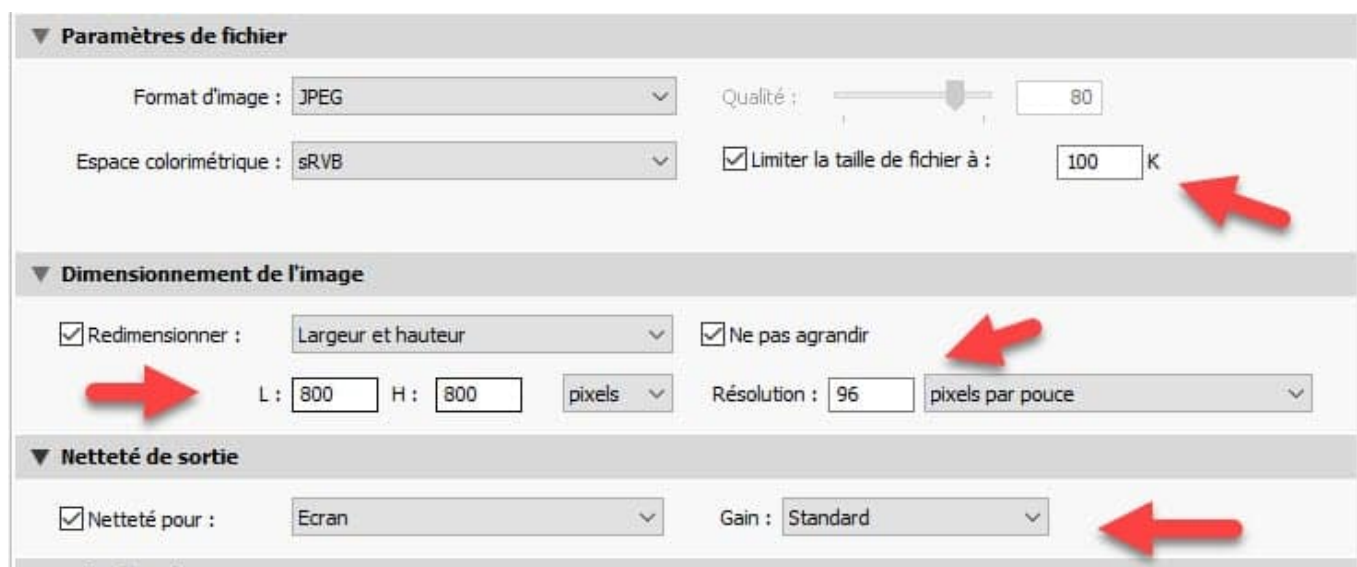 Paramètres de fichier
Format d'image : JPEG Qualité : 80
Espace colorimétrique : sRVB Limiter la taille de fichier à : 100 K
Dimensionnement de l'image
Redimensionner : Largeur et hauteur Ne pas agrandir
L : 800 H : 800 pixels Résolution : 96 pixels par pouce
Netteté de sortie
Netteté pour : Ecran Gain : Standard